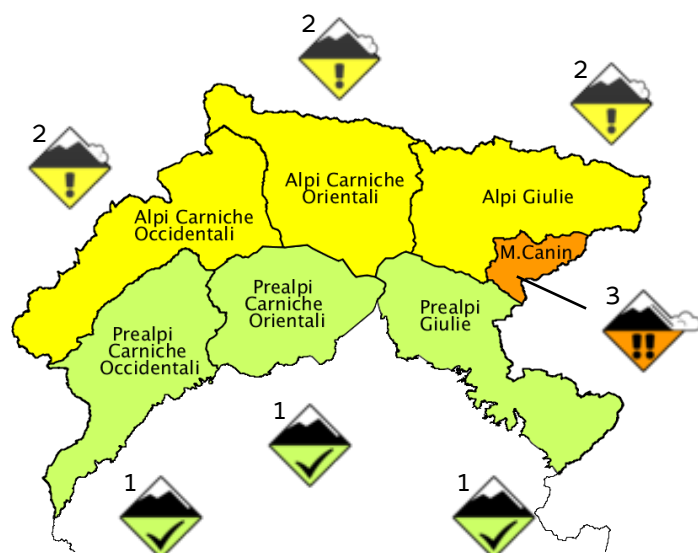 2
2
2
Alpi Carniche
Orientali
Alpi Giulie
Alpi Carniche
Occidentali
M.Canin
3
!!
Prealpi
Carniche
Orientali
Prealpi
Giulie
Prealpi
Carniche
Occidentali
1
1
1